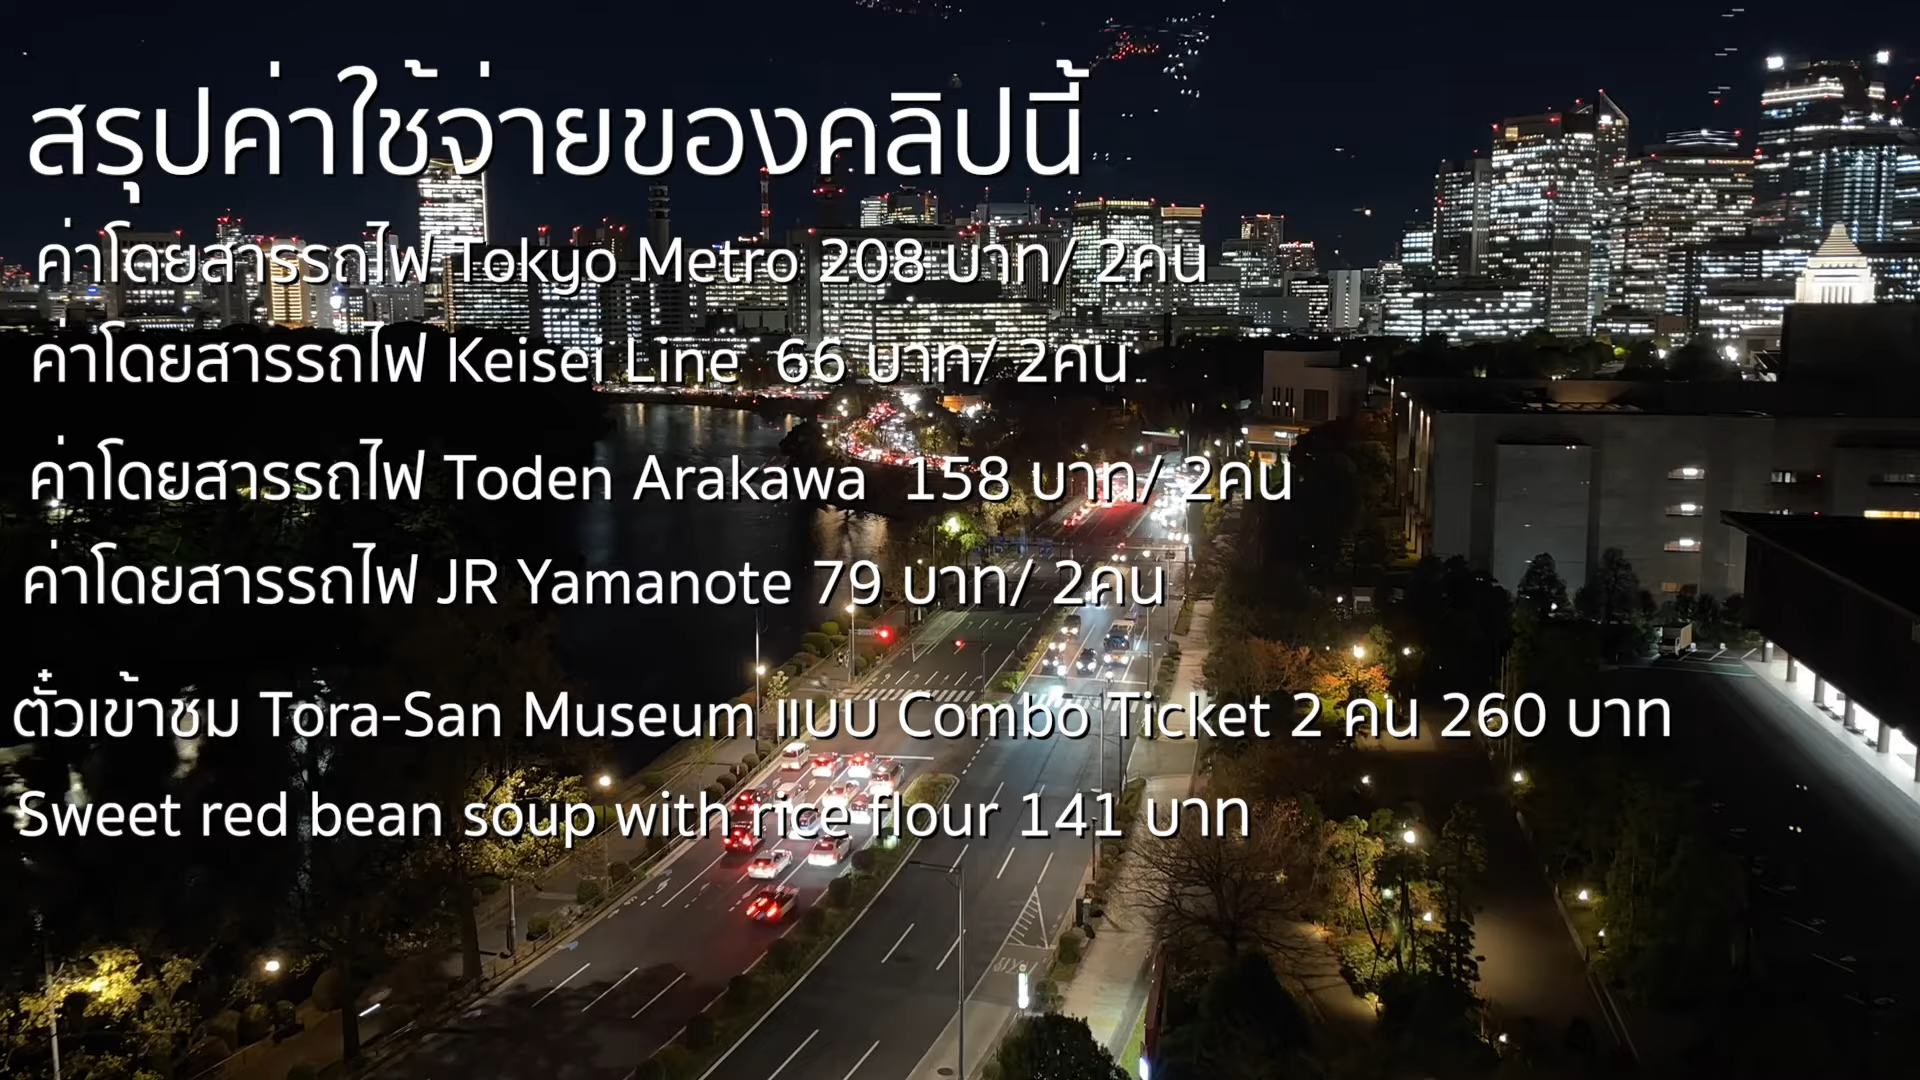 สรุปค่าใช้จ่ายของคลิปนี้
ค่าโดยสารรถไฟ Tokyo Metro 208 บาท/ 2คน
ค่าโดยสารรถไฟ Keisei Line  66 บาท/ 2คน
ค่าโดยสารรถไฟ Toden Arakawa  158 บาท/ 2คน
ค่าโดยสารรถไฟ JR Yamanote 79 บาท/ 2คน
ตั๋วเข้าชม Tora-San Museum แบบ Combo Ticket 2 คน 260 บาท
Sweet red bean soup with rice flour 141 บาท